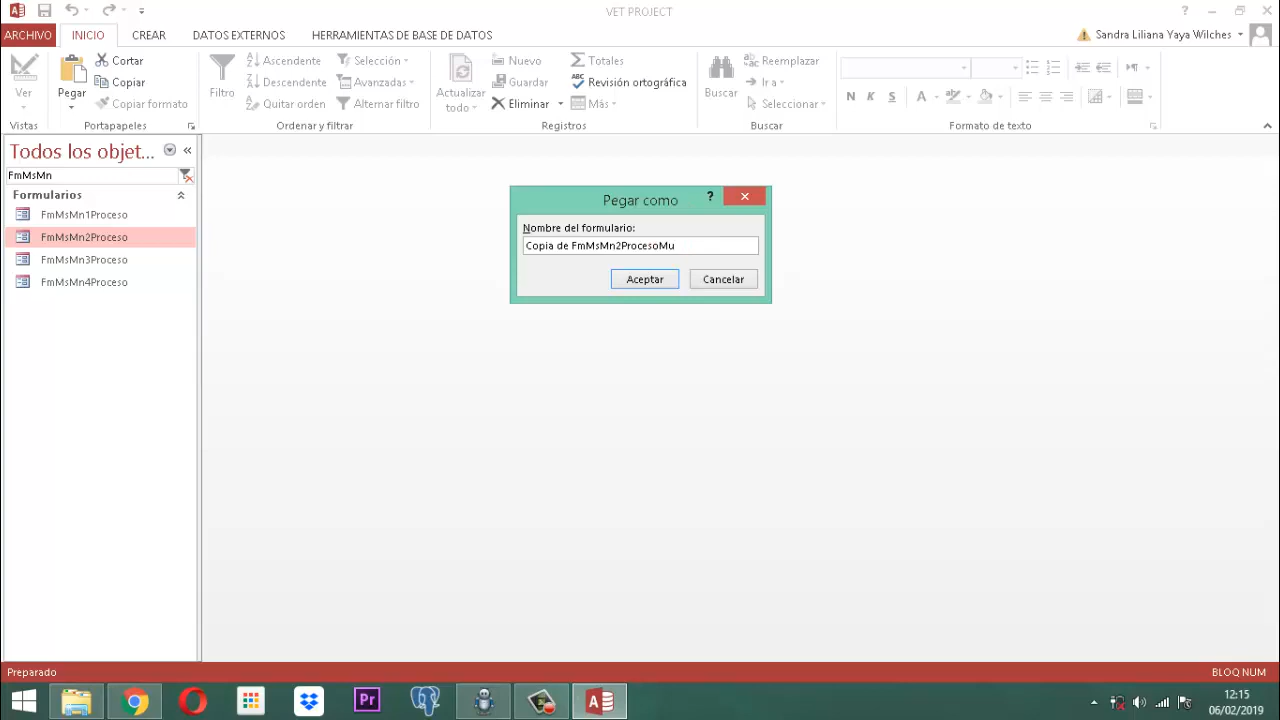 VET PROJECT
?
ARCHIVO
INICIO
CREAR
DATOS EXTERNOS
HERRAMIENTAS DE BASE DE DATOS
Sandra Liliana Yaya Wilches
Ver
Vistas
Pegar
Cortar
Copiar
Copiar formato
Portapapeles
Filtro
Ascendente
Descendente
Quitar orden
Selección
Avanzadas
Alternar filtro
Ordenar y filtrar
Actualizar
todo
Nuevo
Guardar
Eliminar
Totales
ABC
Revisión ortográfica
Más
Registros
Buscar
Reemplazar
Ir a
Seleccionar
Buscar
N K S
A
Formato de texto
Todos los objet...
FmMsMn
Formularios
FmMsMn1Proceso
FmMsMn2Proceso
FmMsMn3Proceso
FmMsMn4Proceso
Pegar como
?
Nombre del formulario:
Copia de FmMsMn2ProcesoMu
Aceptar
Cancelar
Preparado
BLOQ NUM
Pr
12:15
06/02/2019